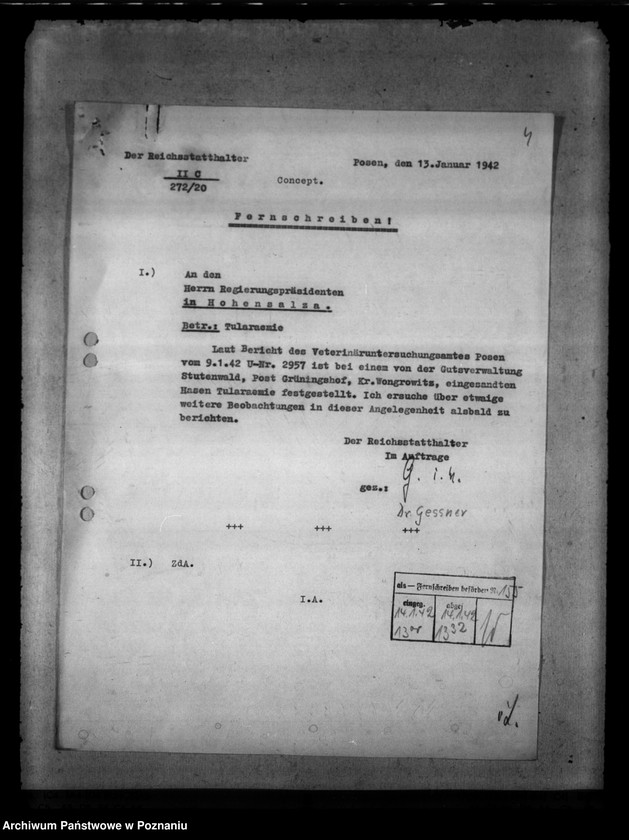 4
Der Reichsstatthalter
II C
272/20
Posen, den 13.Januar 1942
Concept.
Fernschreiben!
I.) An den
Herrn Regierungspräsidenten
in Hohensalza.
Betr.: Tularaemie
Laut Bericht des Veterinäruntersuchungsamtes Posen
vom 9.1.42 U-Nr. 2957 ist bei einem von der Gutsverwaltung
Stutenwald, Post Grüningshof, Kr.Wongrowitz, eingesandten
Hasen Tularaemie festgestellt. Ich ersuche über etwaige
weitere Beobachtungen in dieser Angelegenheit alsbald zu
berichten.
Der Reichsstatthalter
Im Auftrage
gez.:
Dr. Gessner
+++ +++ +++
II.) ZdA.
I.A.
als — Fernschreiben befördert Nr. 155
eingeg. abges.
14.1.42 14.1.42
13 13 32
Archiwum Państwowe w Poznaniu